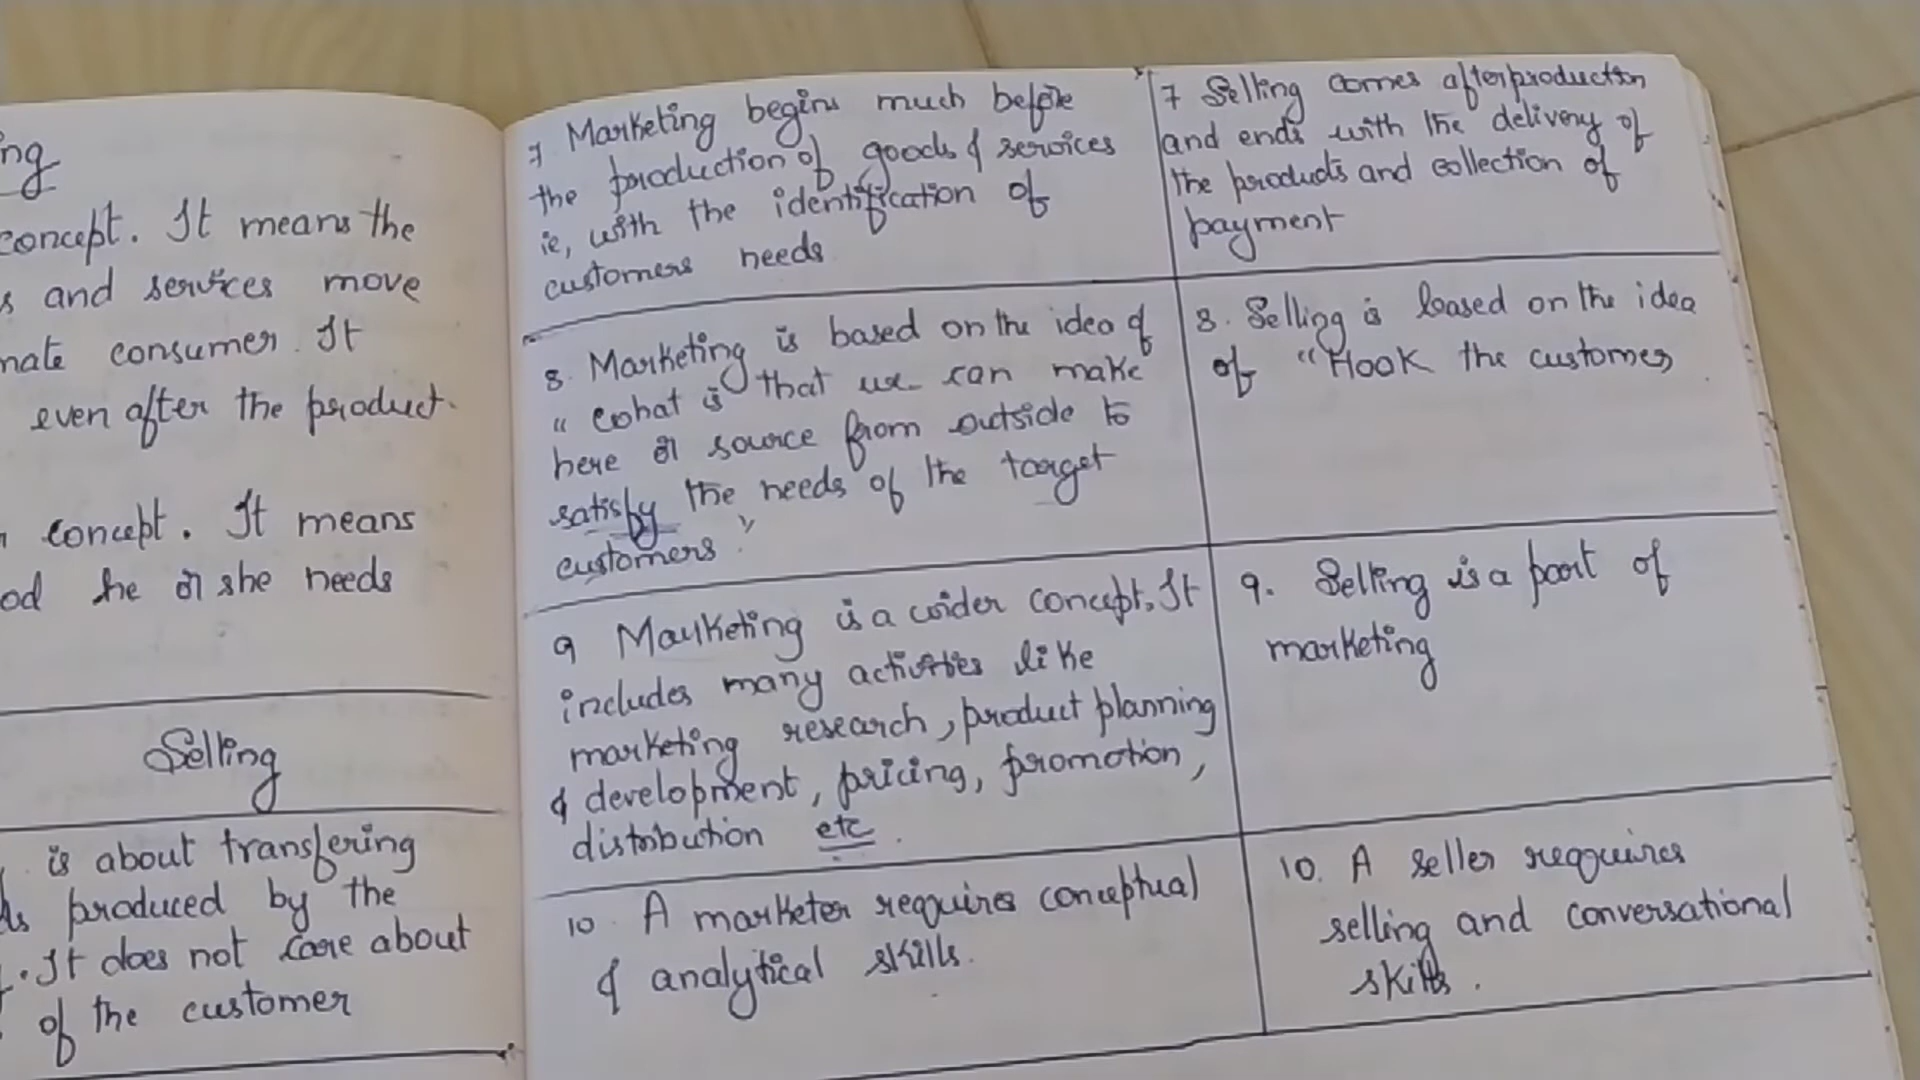 ng
concept. It means the
s and services move
mate consumer. It
even after the product.
n concept. It means
od he or she needs
Selling
is about transfering
ds produced by the
. It does not care about
of the customer
7 Marketing begins much before
the production of goods & services
ie, with the identification of
customers needs
7 Selling comes after production
and ends with the delivery of
the products and collection of
payment
8. Marketing is based on the idea of
"What is that we can make
here or source from outside to
satisfy the needs of the target
customers."
8. Selling is based on the idea
of "Hook the customer,
9 Marketing is a wider concept. It
includes many activities like
marketing research, product planning
& development, pricing, promotion,
distribution etc.
9. Selling is a part of
marketing
10 A marketer requires conceptual
& analytical skills.
10. A seller requires
selling and conversational
skills.